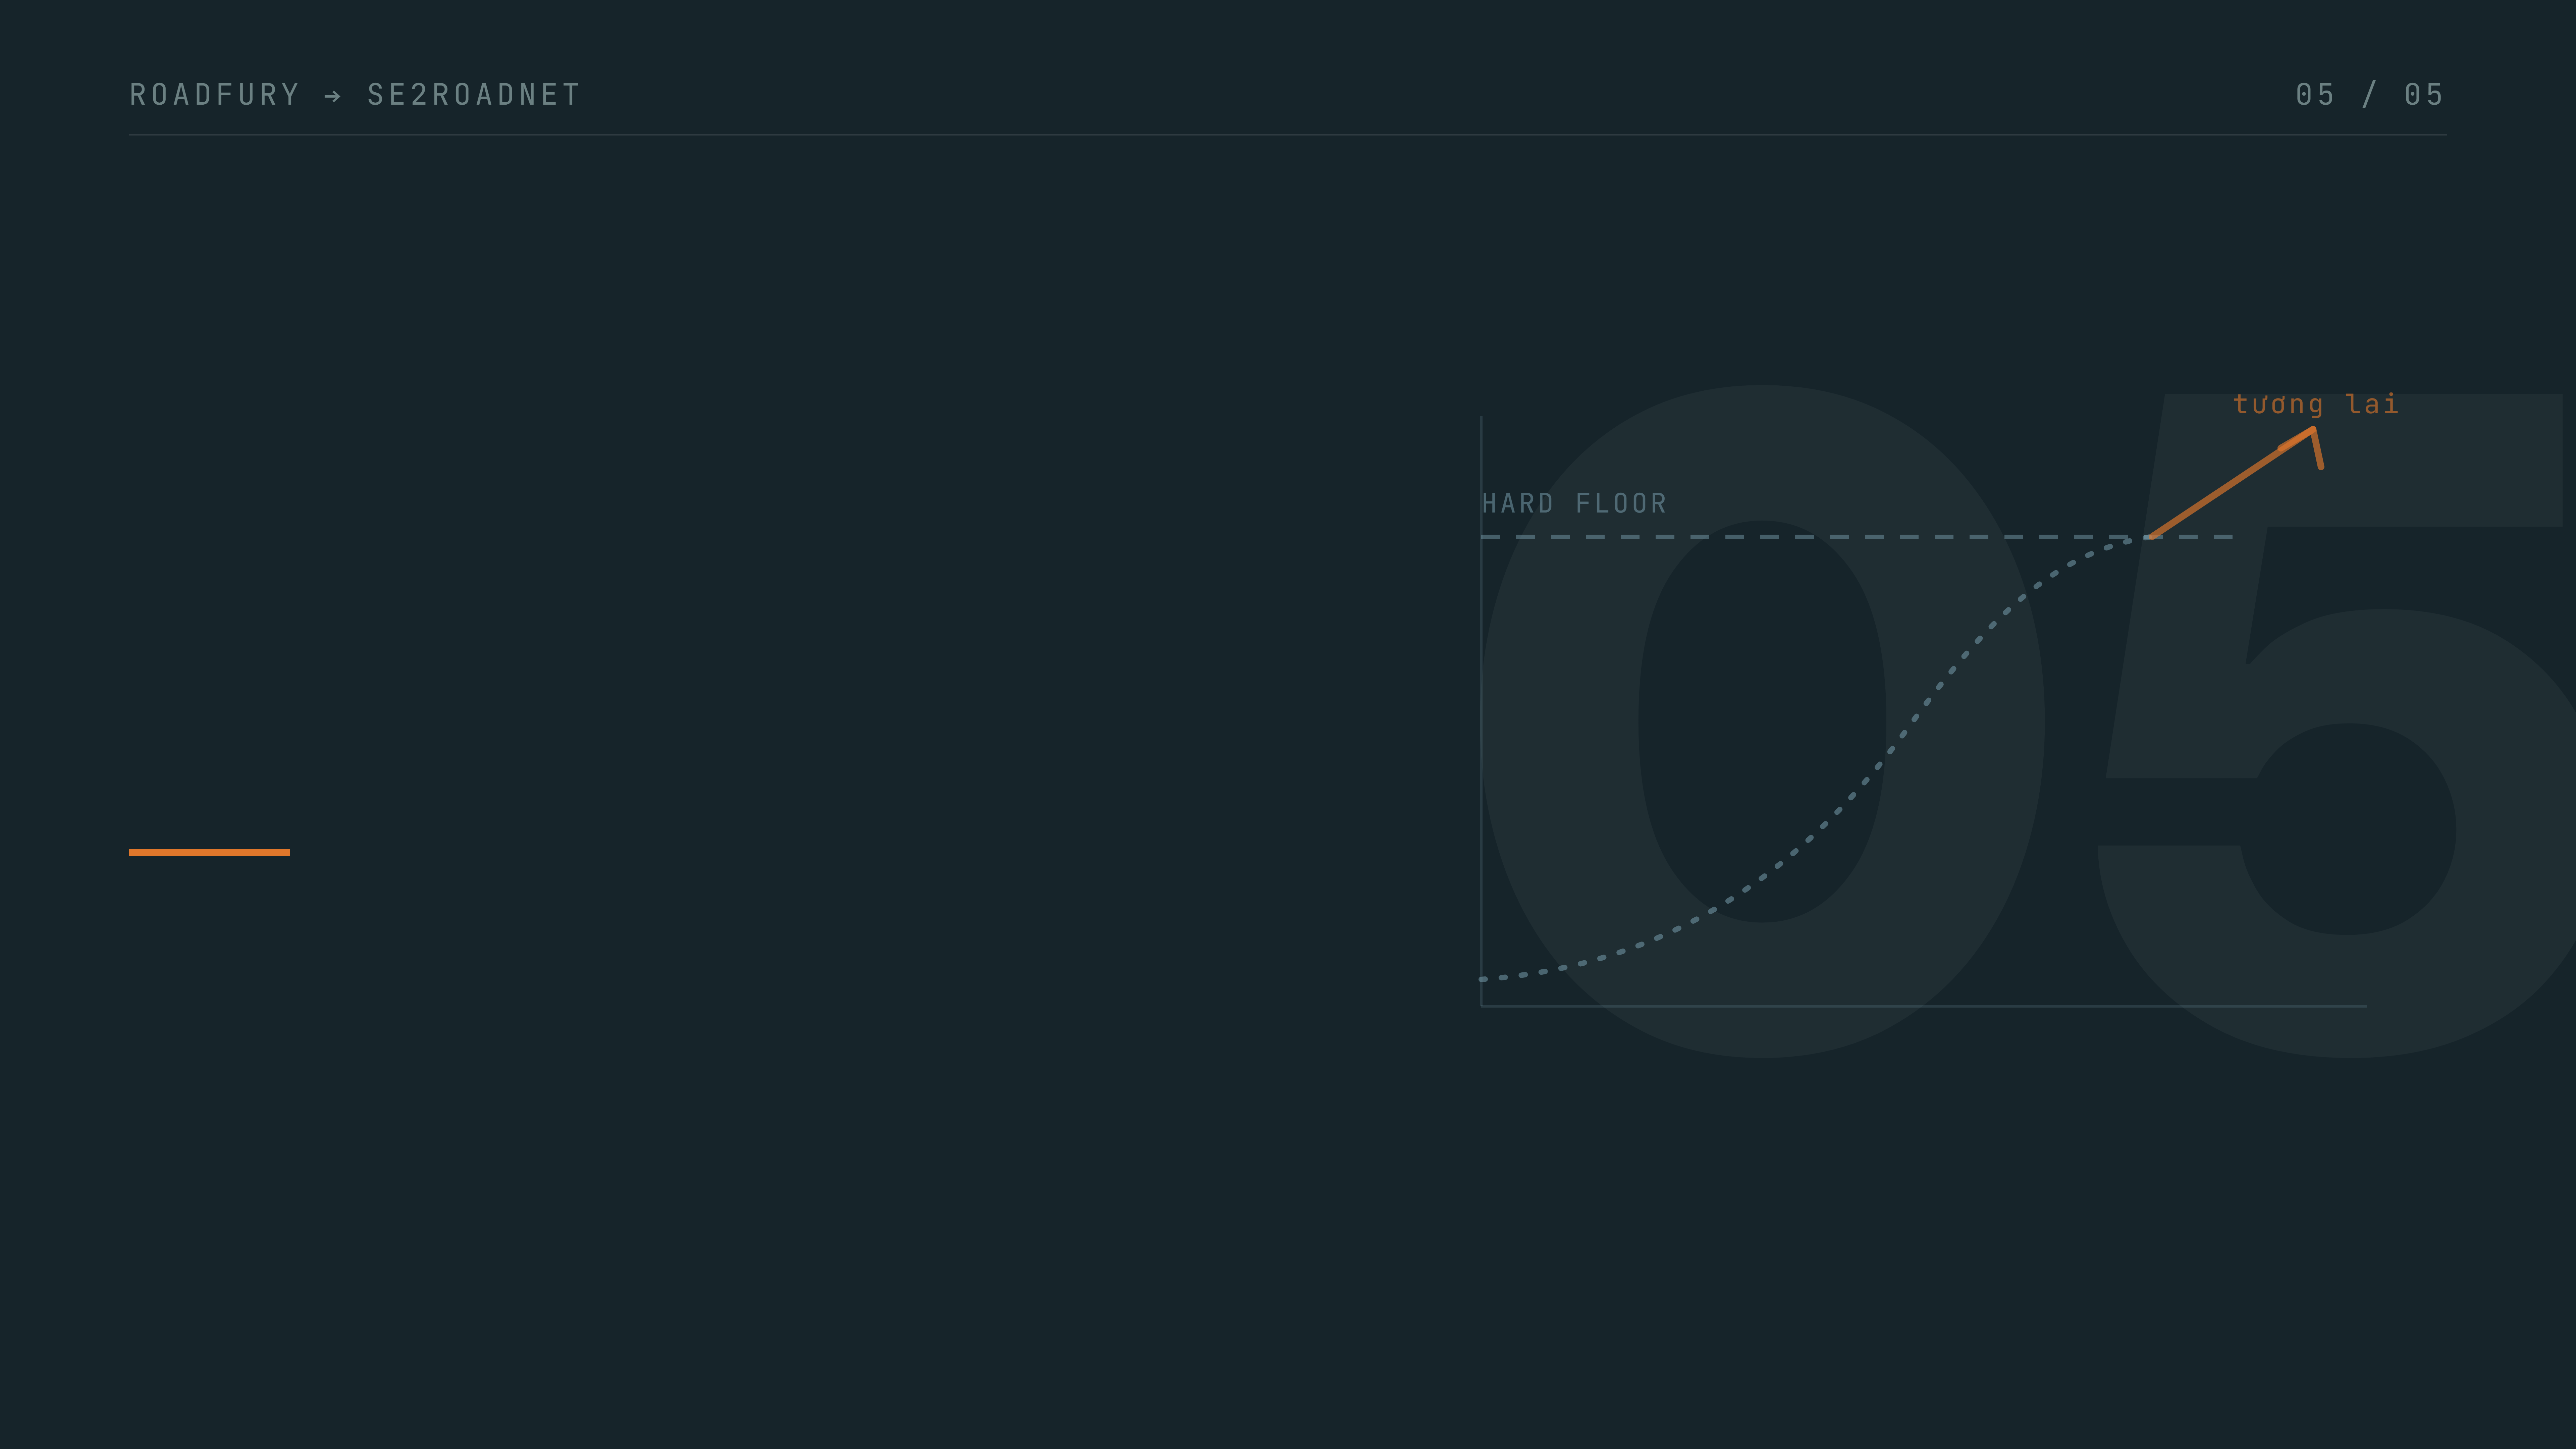 ROADFURY → SE2ROADNET
05 / 05
05
tương lai
HARD FLOOR